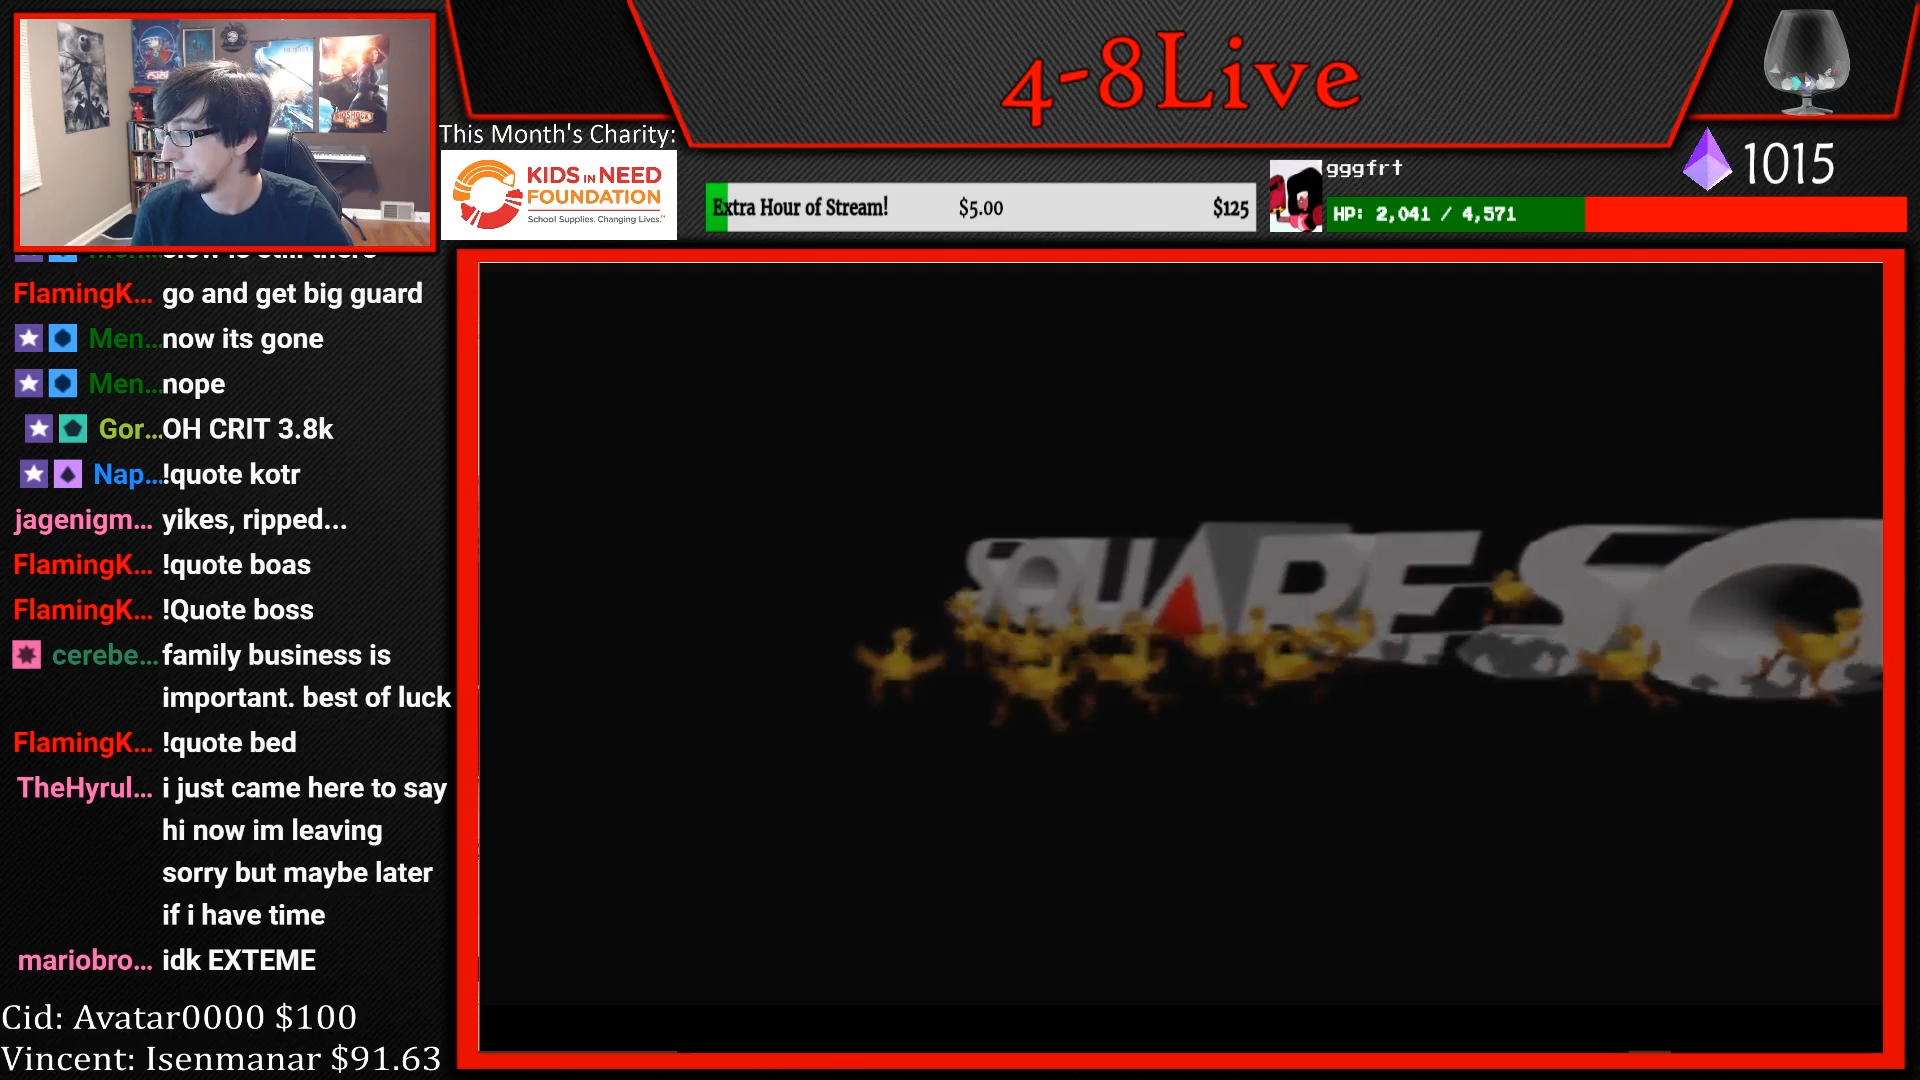 4-8Live
This Month's Charity:
KIDS IN NEED
FOUNDATION
School Supplies. Changing Lives.
Extra Hour of Stream! $5.00 $125
gggfrt
HP: 2,041 / 4,571
1015
BIOSHOCK
FlamingK... go and get big guard
Men... now its gone
Men... nope
Gor... OH CRIT 3.8k
Nap... !quote kotr
jagenigm... yikes, ripped...
FlamingK... !quote boas
FlamingK... !Quote boss
cerebe... family business is
important. best of luck
FlamingK... !quote bed
TheHyrul... i just came here to say
hi now im leaving
sorry but maybe later
if i have time
mariobro... idk EXTEME
Cid: Avatar0000 $100
Vincent: Isenmanar $91.63
SQUARE SO